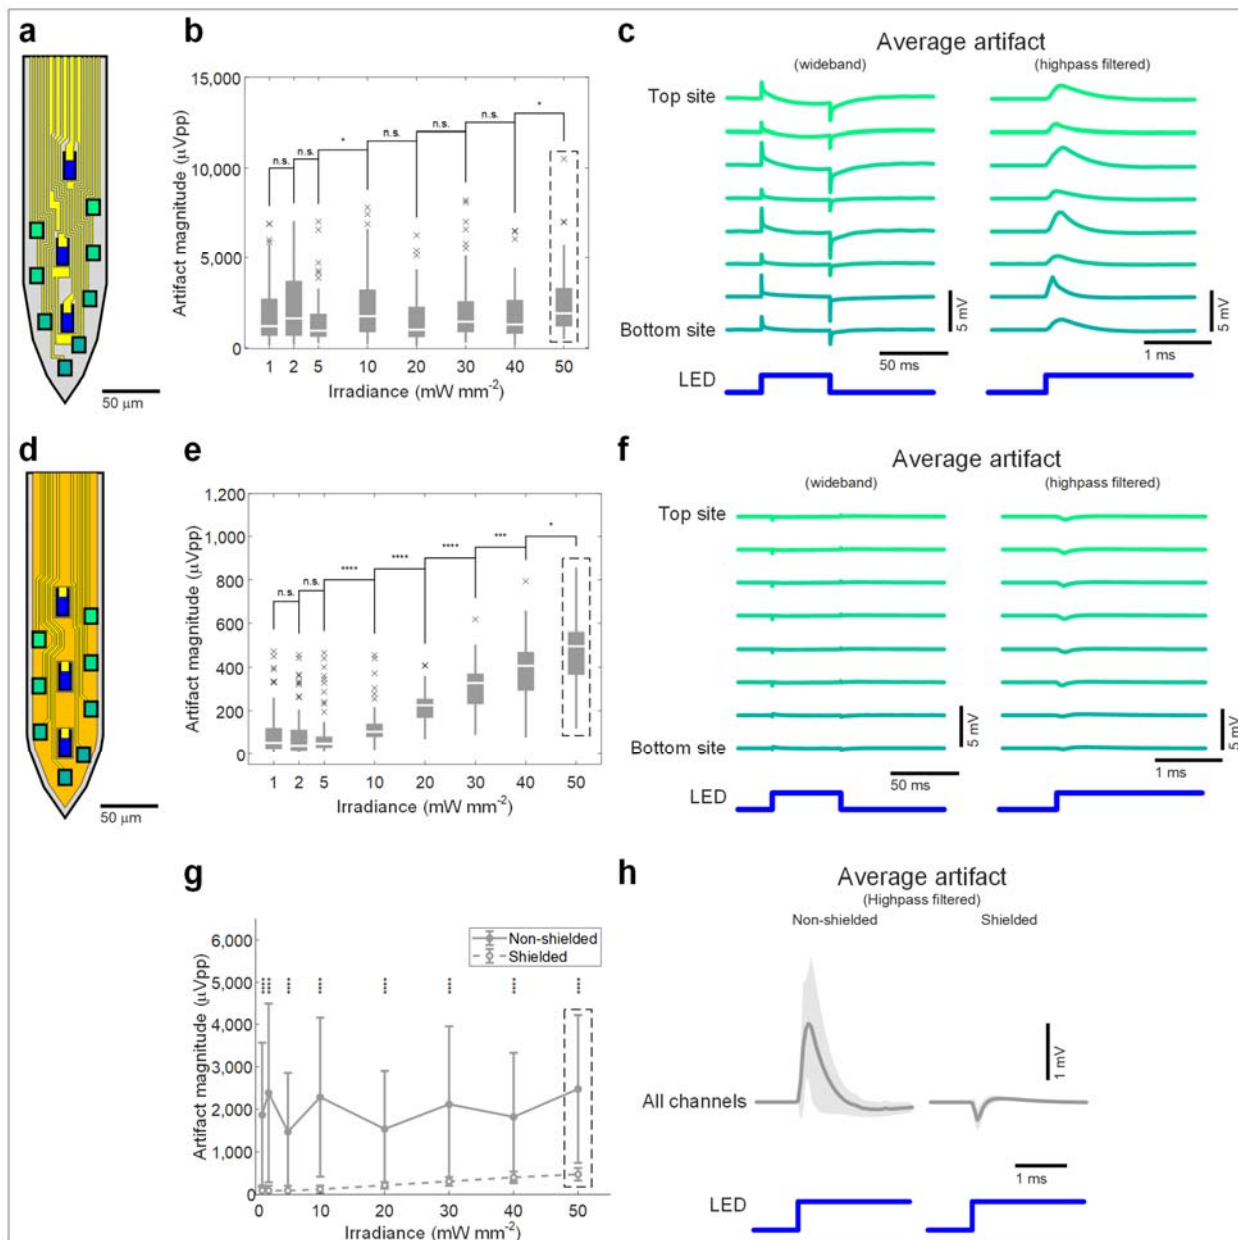 a
50 μm
b
15,000
10,000
5,000
0
Artifact magnitude (μVpp)
n.s.
n.s.
*
n.s.
n.s.
n.s.
*
1 2 5 10 20 30 40 50
Irradiance (mW mm⁻²)
c
Average artifact
(wideband) (highpass filtered)
Top site
Bottom site
5 mV
5 mV
50 ms
1 ms
LED
d
50 μm
e
1,200
1,000
800
600
400
200
0
Artifact magnitude (μVpp)
n.s.
n.s.
****
****
****
***
*
1 2 5 10 20 30 40 50
Irradiance (mW mm⁻²)
f
Average artifact
(wideband) (highpass filtered)
Top site
Bottom site
5 mV
5 mV
50 ms
1 ms
LED
g
6,000
5,000
4,000
3,000
2,000
1,000
0
Artifact magnitude (μVpp)
Non-shielded
Shielded
**** **** **** **** **** **** **** ****
0 10 20 30 40 50
Irradiance (mW mm⁻²)
h
Average artifact
(Highpass filtered)
Non-shielded Shielded
All channels
1 mV
1 ms
LED